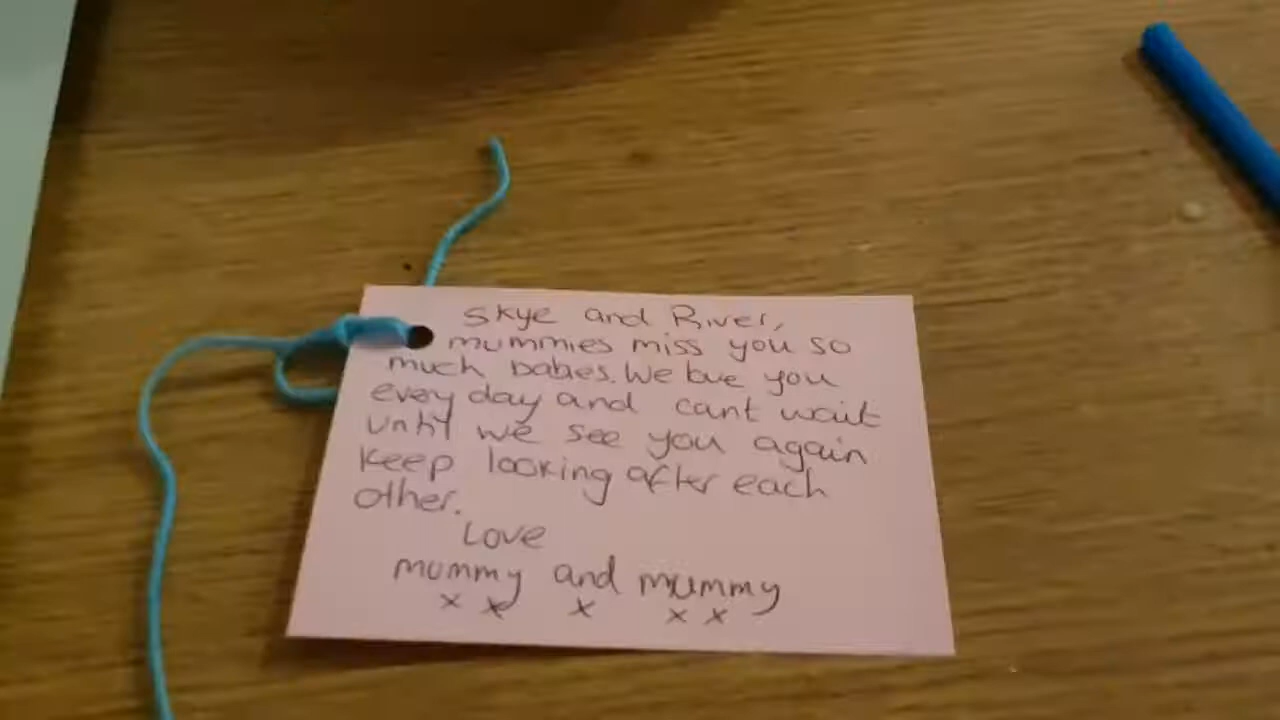 Skye and River,
mummies miss you so
much babies. We love you
every day and cant wait
until we see you again
keep looking after each
other.
Love
mummy and mummy
x x x x x